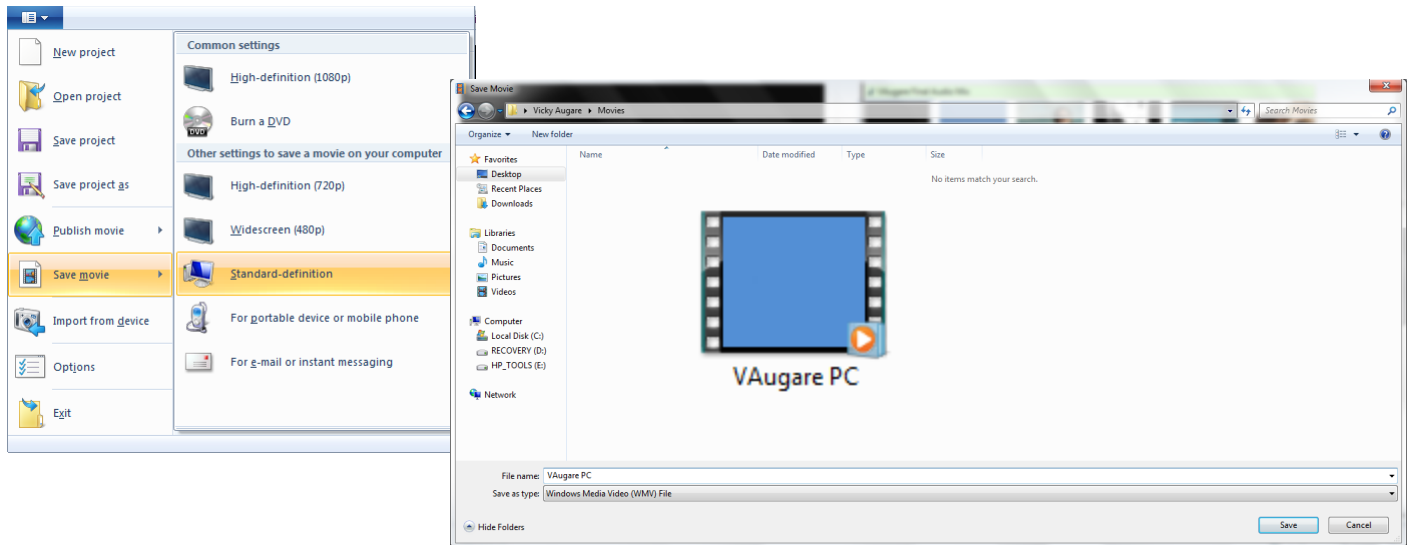 New project
Open project
Save project
Save project as
Publish movie
Save movie
Import from device
Options
Exit
Common settings
High-definition (1080p)
Burn a DVD
DVD
Other settings to save a movie on your computer
High-definition (720p)
Widescreen (480p)
Standard-definition
For portable device or mobile phone
For e-mail or instant messaging
Save Movie
Vicky Augare Movies
Search Movies
Organize New folder
Name Date modified Type Size
No items match your search.
Favorites
Desktop
Recent Places
Downloads
Libraries
Documents
Music
Pictures
Videos
Computer
Local Disk (C:)
RECOVERY (D:)
HP_TOOLS (E:)
Network
VAugare PC
File name: VAugare PC
Save as type: Windows Media Video (WMV) File
Hide Folders
Save Cancel